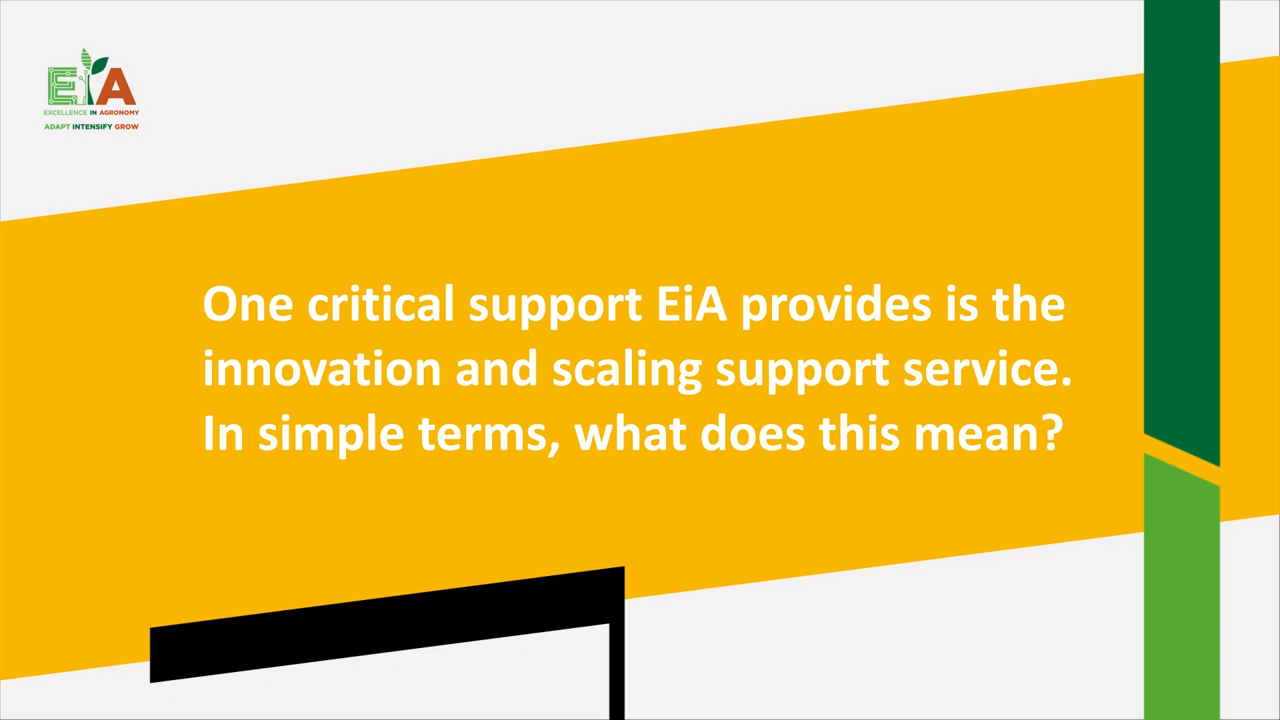 EiA
EXCELLENCE IN AGRONOMY
ADAPT INTENSIFY GROW
One critical support EiA provides is the
innovation and scaling support service.
In simple terms, what does this mean?